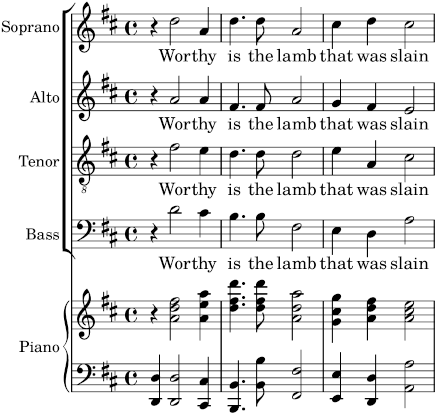 Soprano
Worthy is the lamb that was slain
Alto
Worthy is the lamb that was slain
Tenor
8
Worthy is the lamb that was slain
Bass
Worthy is the lamb that was slain
Piano